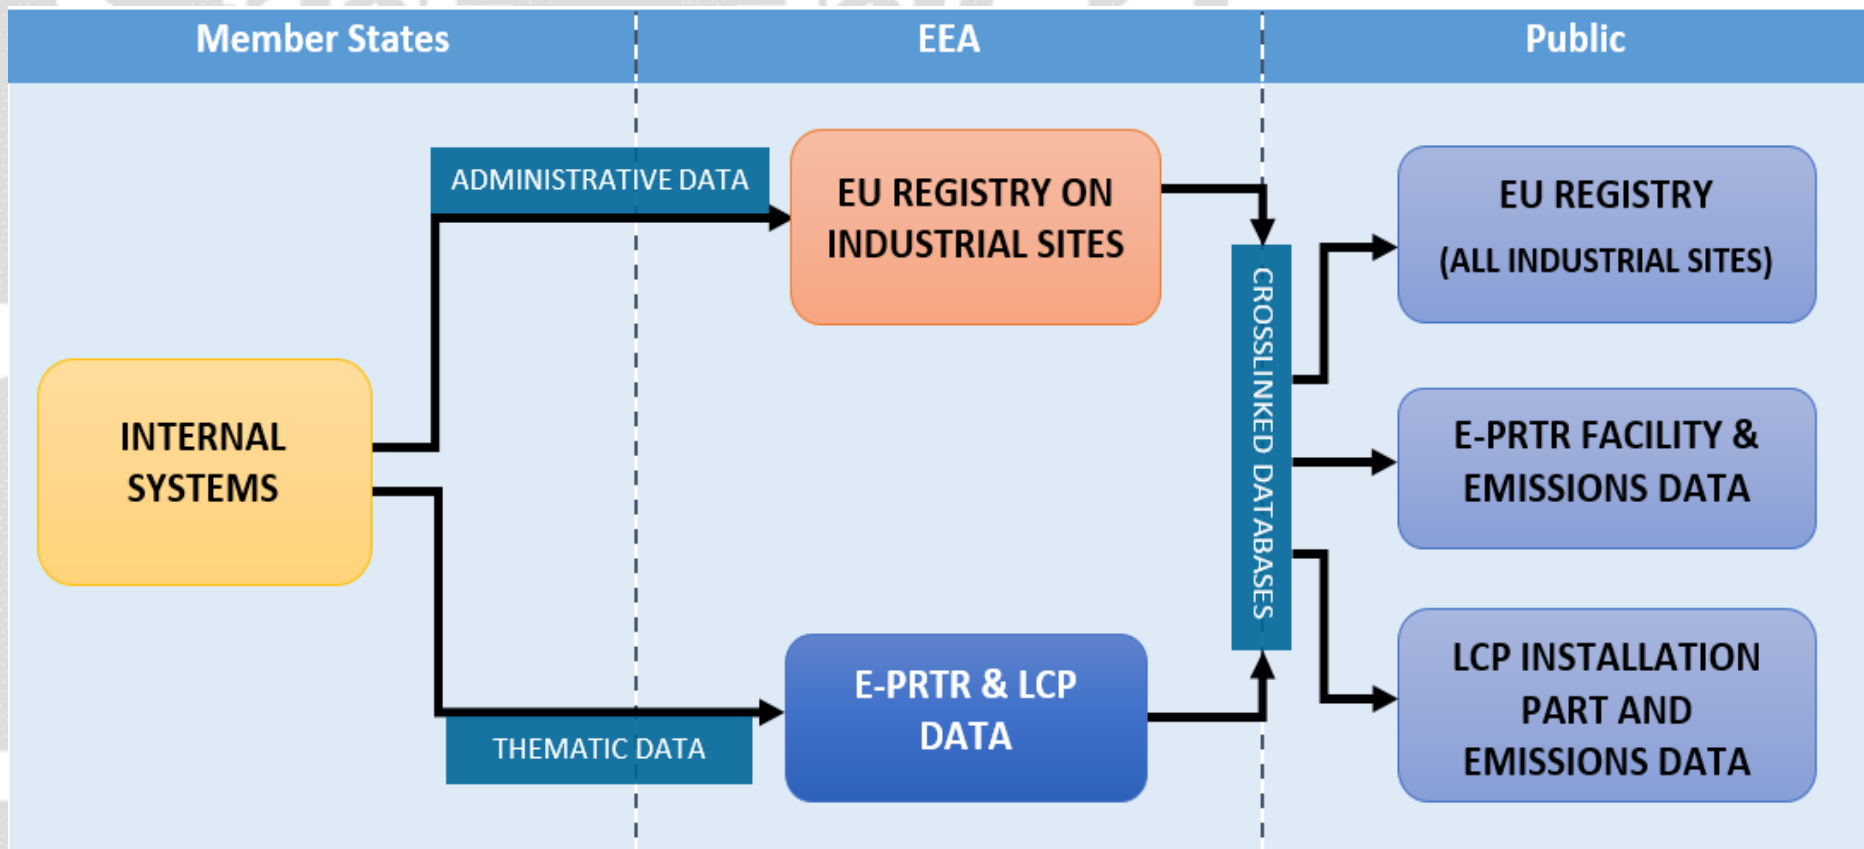 Member States
EEA
Public
ADMINISTRATIVE DATA
EU REGISTRY ON
INDUSTRIAL SITES
EU REGISTRY
(ALL INDUSTRIAL SITES)
INTERNAL
SYSTEMS
CROSSLINKED DATABASES
E-PRTR FACILITY &
EMISSIONS DATA
THEMATIC DATA
E-PRTR & LCP
DATA
LCP INSTALLATION
PART AND
EMISSIONS DATA